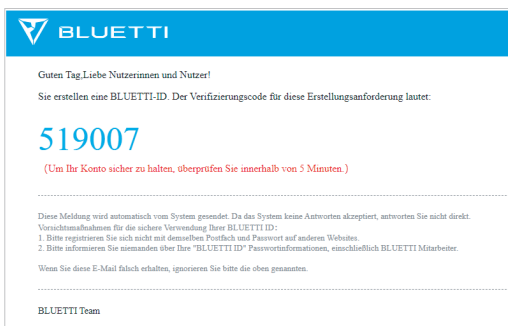 BLUETTI
Guten Tag,Liebe Nutzerinnen und Nutzer!
Sie erstellen eine BLUETTI-ID. Der Verifizierungscode für diese Erstellungsanforderung lautet:
519007
(Um Ihr Konto sicher zu halten, überprüfen Sie innerhalb von 5 Minuten.)
Diese Meldung wird automatisch vom System gesendet. Da das System keine Antworten akzeptiert, antworten Sie nicht direkt.
Vorsichtsmaßnahmen für die sichere Verwendung Ihrer BLUETTI ID：
1. Bitte registrieren Sie sich nicht mit demselben Postfach und Passwort auf anderen Websites.
2. Bitte informieren Sie niemanden über Ihre "BLUETTI ID" Passwortinformationen, einschließlich BLUETTI Mitarbeiter.
Wenn Sie diese E-Mail falsch erhalten, ignorieren Sie bitte die oben genannten.
BLUETTI Team